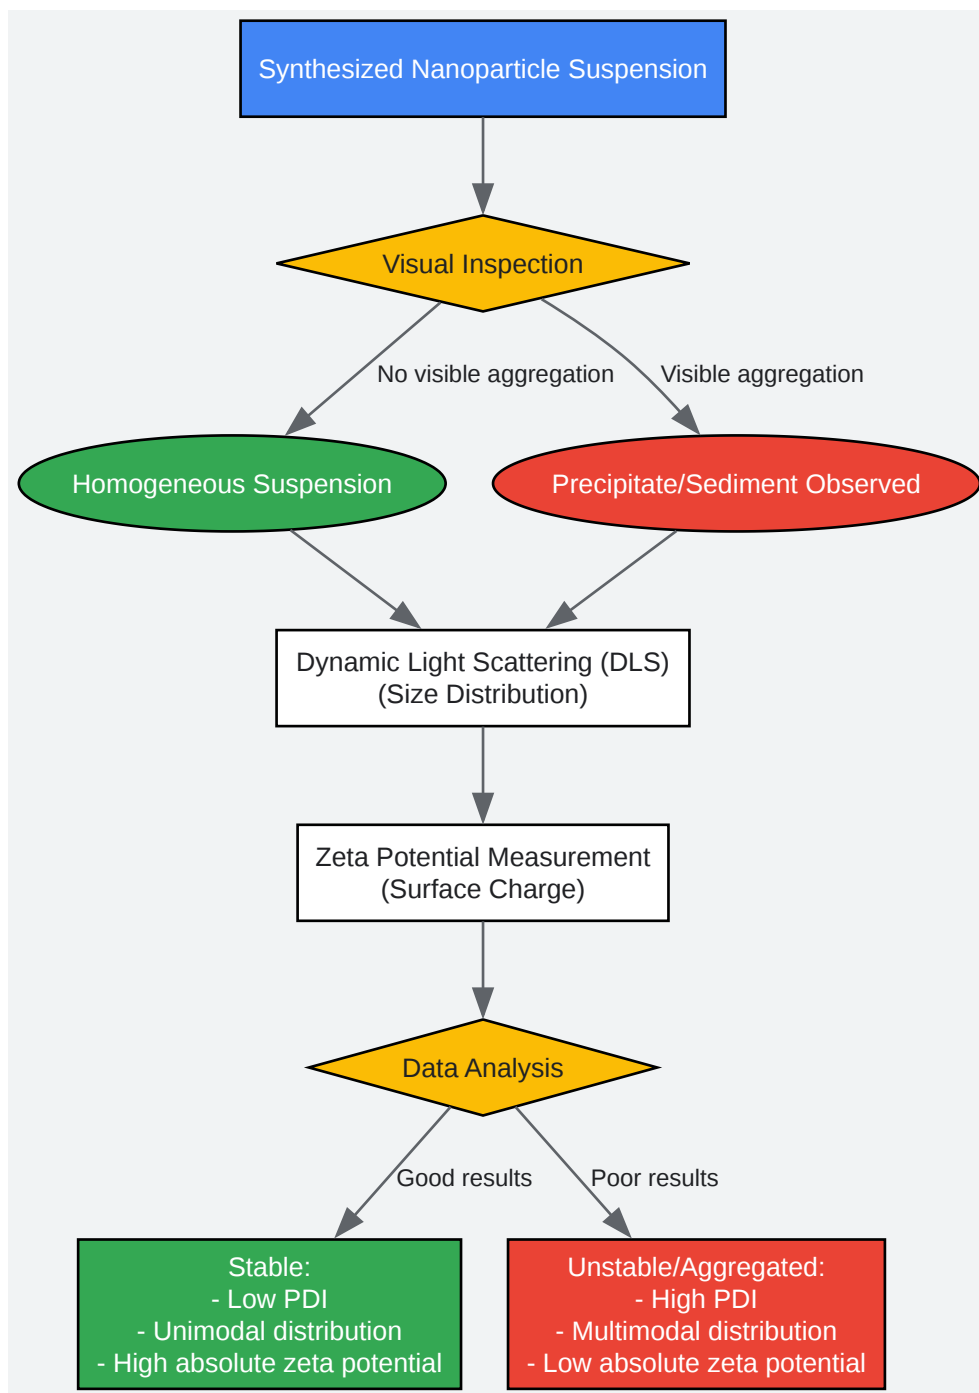 Synthesized Nanoparticle Suspension
Visual Inspection
No visible aggregation
Visible aggregation
Homogeneous Suspension
Precipitate/Sediment Observed
Dynamic Light Scattering (DLS)
(Size Distribution)
Zeta Potential Measurement
(Surface Charge)
Data Analysis
Good results
Poor results
Stable:
- Low PDI
- Unimodal distribution
- High absolute zeta potential
Unstable/Aggregated:
- High PDI
- Multimodal distribution
- Low absolute zeta potential